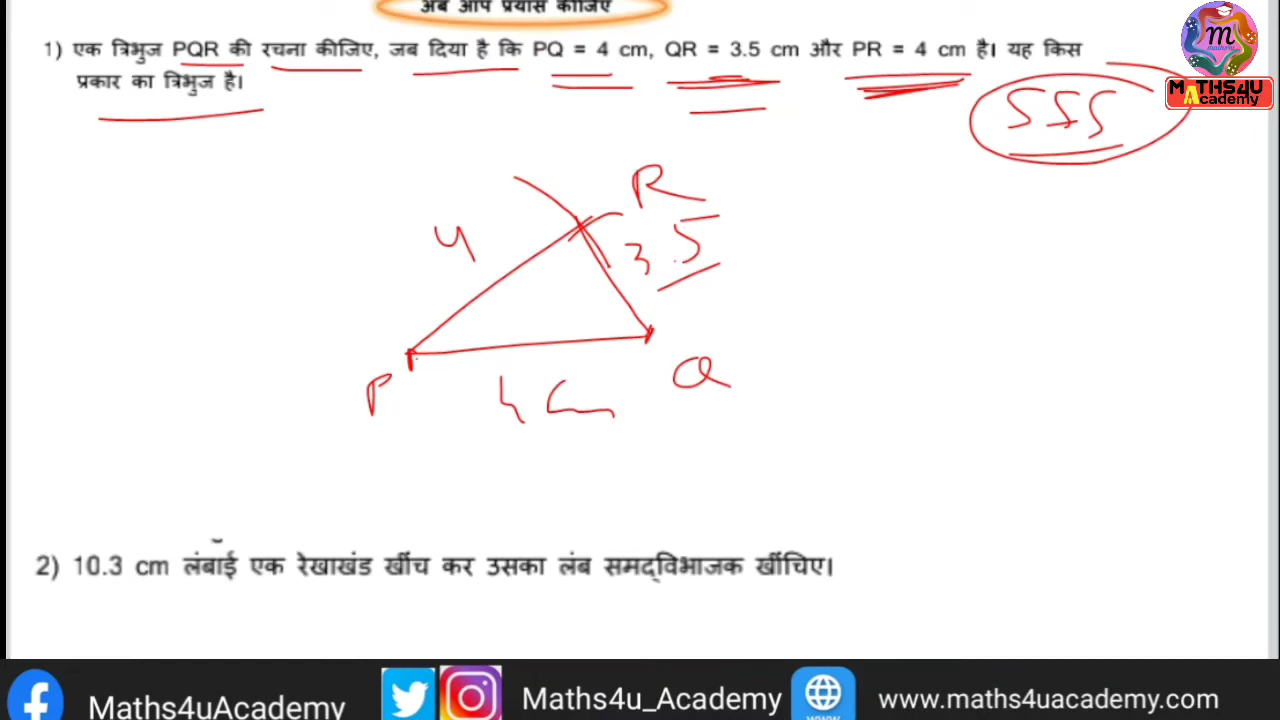 अब आप प्रयास कीजिए
1) एक त्रिभुज PQR की रचना कीजिए, जब दिया है कि PQ = 4 cm, QR = 3.5 cm और PR = 4 cm है। यह किस
प्रकार का त्रिभुज है।
m
MATHS4U
Academy
SSS
R
4
3.5
P
4 cm
Q
2) 10.3 cm लंबाई एक रेखाखंड खींच कर उसका लंब समद्विभाजक खींचिए।
Maths4uAcademy
Maths4u_Academy
www
www.maths4uacademy.com